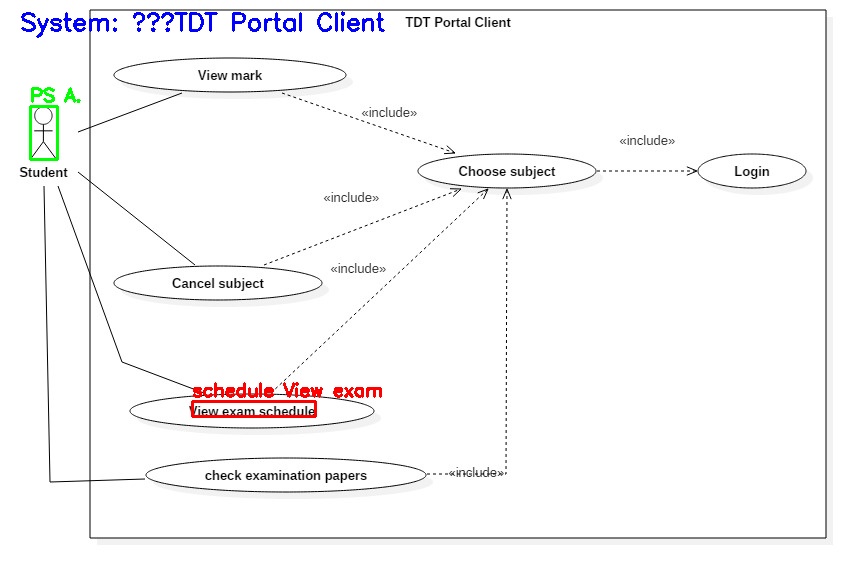 System: ???TDT Portal Client
TDT Portal Client
View mark
PS A.
«include»
«include»
Student
Choose subject
Login
«include»
«include»
Cancel subject
schedule View exam
View exam schedule
check examination papers
«include»